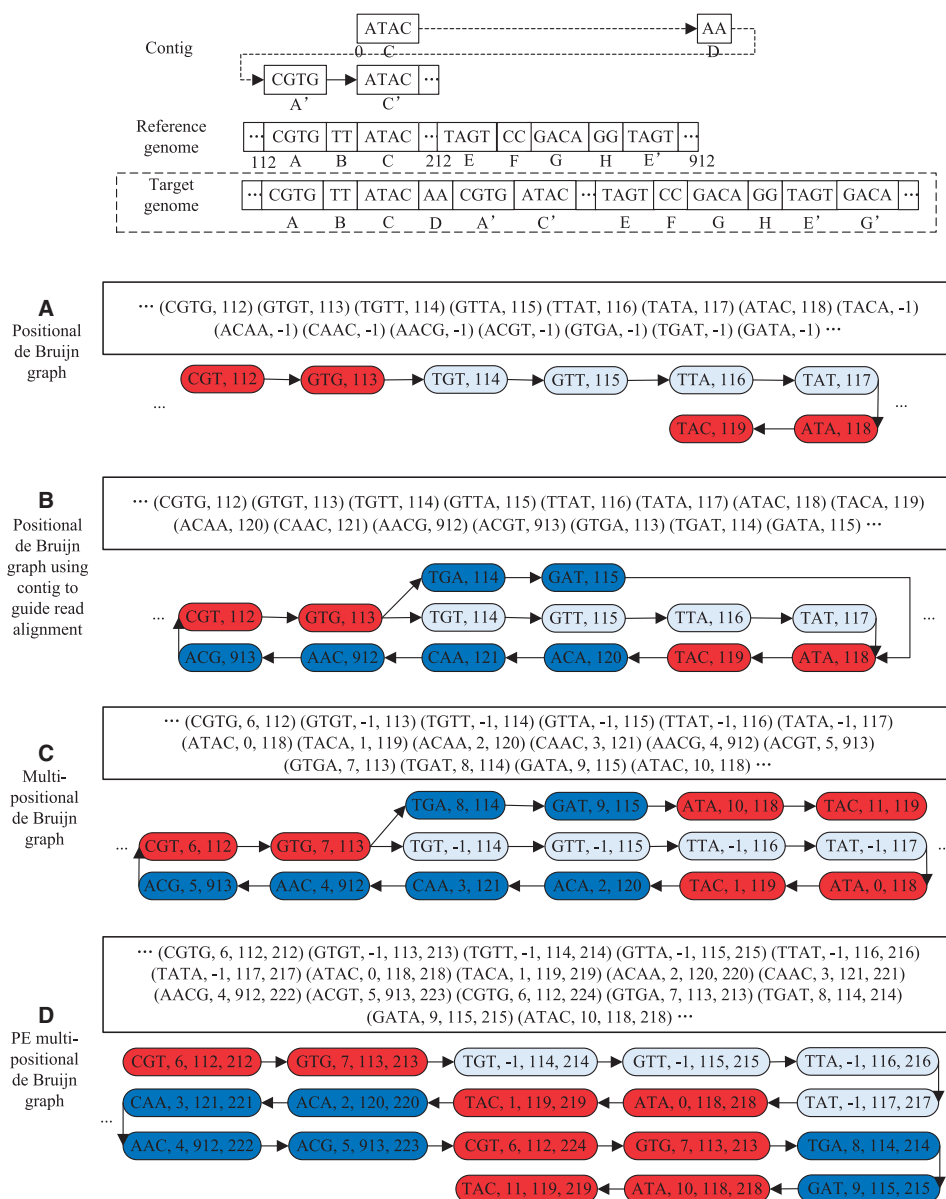 ATAC
AA
Contig
0 C
D
CGTG
ATAC
···
A’
C’
Reference
genome
··· CGTG TT ATAC ··· TAGT CC GACA GG TAGT ···
112 A B C 212 E F G H E’ 912
Target
genome
··· CGTG TT ATAC AA CGTG ATAC ··· TAGT CC GACA GG TAGT GACA ···
A B C D A’ C’ E F G H E’ G’
A
Positional
de Bruijn
graph
··· (CGTG, 112) (GTGT, 113) (TGTT, 114) (GTTA, 115) (TTAT, 116) (TATA, 117) (ATAC, 118) (TACA, -1)
(ACAA, -1) (CAAC, -1) (AACG, -1) (ACGT, -1) (GTGA, -1) (TGAT, -1) (GATA, -1) ···
CGT, 112 GTG, 113 TGT, 114 GTT, 115 TTA, 116 TAT, 117
... ...
TAC, 119 ATA, 118
B
Positional
de Bruijn
graph using
contig to
guide read
alignment
··· (CGTG, 112) (GTGT, 113) (TGTT, 114) (GTTA, 115) (TTAT, 116) (TATA, 117) (ATAC, 118) (TACA, 119)
(ACAA, 120) (CAAC, 121) (AACG, 912) (ACGT, 913) (GTGA, 113) (TGAT, 114) (GATA, 115) ···
TGA, 114 GAT, 115
... CGT, 112 GTG, 113 TGT, 114 GTT, 115 TTA, 116 TAT, 117 ...
ACG, 913 AAC, 912 CAA, 121 ACA, 120 TAC, 119 ATA, 118
C
Multi-
positional
de Bruijn
graph
··· (CGTG, 6, 112) (GTGT, -1, 113) (TGTT, -1, 114) (GTTA, -1, 115) (TTAT, -1, 116) (TATA, -1, 117)
(ATAC, 0, 118) (TACA, 1, 119) (ACAA, 2, 120) (CAAC, 3, 121) (AACG, 4, 912) (ACGT, 5, 913)
(GTGA, 7, 113) (TGAT, 8, 114) (GATA, 9, 115) (ATAC, 10, 118) ···
TGA, 8, 114 GAT, 9, 115 ATA, 10, 118 TAC, 11, 119
... CGT, 6, 112 GTG, 7, 113 TGT, -1, 114 GTT, -1, 115 TTA, -1, 116 TAT, -1, 117 ...
ACG, 5, 913 AAC, 4, 912 CAA, 3, 121 ACA, 2, 120 TAC, 1, 119 ATA, 0, 118
D
PE multi-
positional
de Bruijn
graph
··· (CGTG, 6, 112, 212) (GTGT, -1, 113, 213) (TGTT, -1, 114, 214) (GTTA, -1, 115, 215) (TTAT, -1, 116, 216)
(TATA, -1, 117, 217) (ATAC, 0, 118, 218) (TACA, 1, 119, 219) (ACAA, 2, 120, 220) (CAAC, 3, 121, 221)
(AACG, 4, 912, 222) (ACGT, 5, 913, 223) (CGTG, 6, 112, 224) (GTGA, 7, 113, 213) (TGAT, 8, 114, 214)
(GATA, 9, 115, 215) (ATAC, 10, 118, 218) ···
CGT, 6, 112, 212 GTG, 7, 113, 213 TGT, -1, 114, 214 GTT, -1, 115, 215 TTA, -1, 116, 216
CAA, 3, 121, 221 ACA, 2, 120, 220 TAC, 1, 119, 219 ATA, 0, 118, 218 TAT, -1, 117, 217
... ...
AAC, 4, 912, 222 ACG, 5, 913, 223 CGT, 6, 112, 224 GTG, 7, 113, 213 TGA, 8, 114, 214
TAC, 11, 119, 219 ATA, 10, 118, 218 GAT, 9, 115, 215